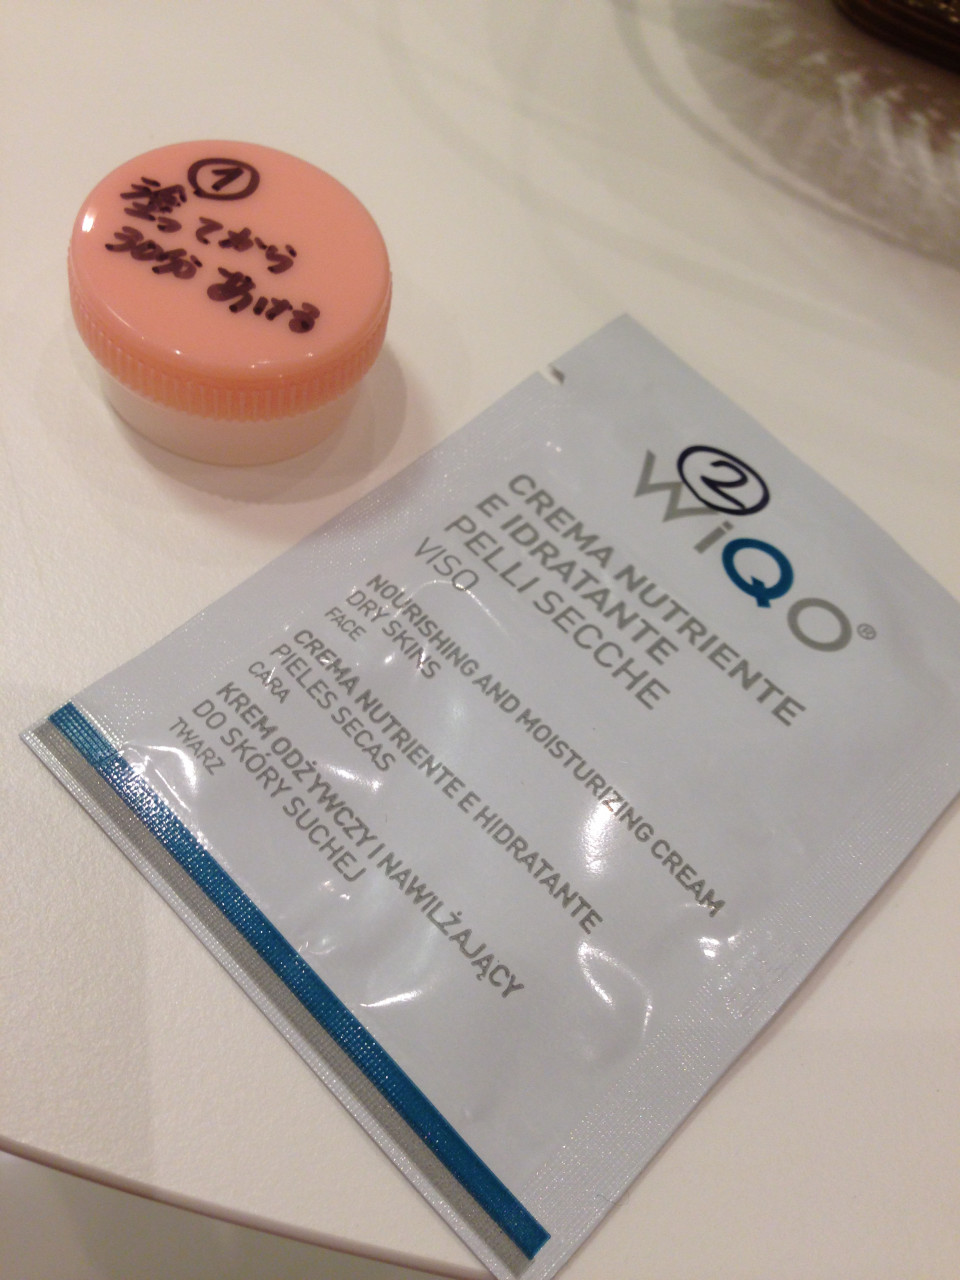 ①
塗ってから
30分あける
②
WiQO®
CREMA NUTRIENTE
E IDRATANTE
PELLI SECCHE
VISO
NOURISHING AND MOISTURIZING CREAM
DRY SKINS
FACE
CREMA NUTRIENTE E HIDRATANTE
PIELES SECAS
CARA
KREM ODŻYWCZY I NAWILŻAJĄCY
DO SKÓRY SUCHEJ
TWARZ